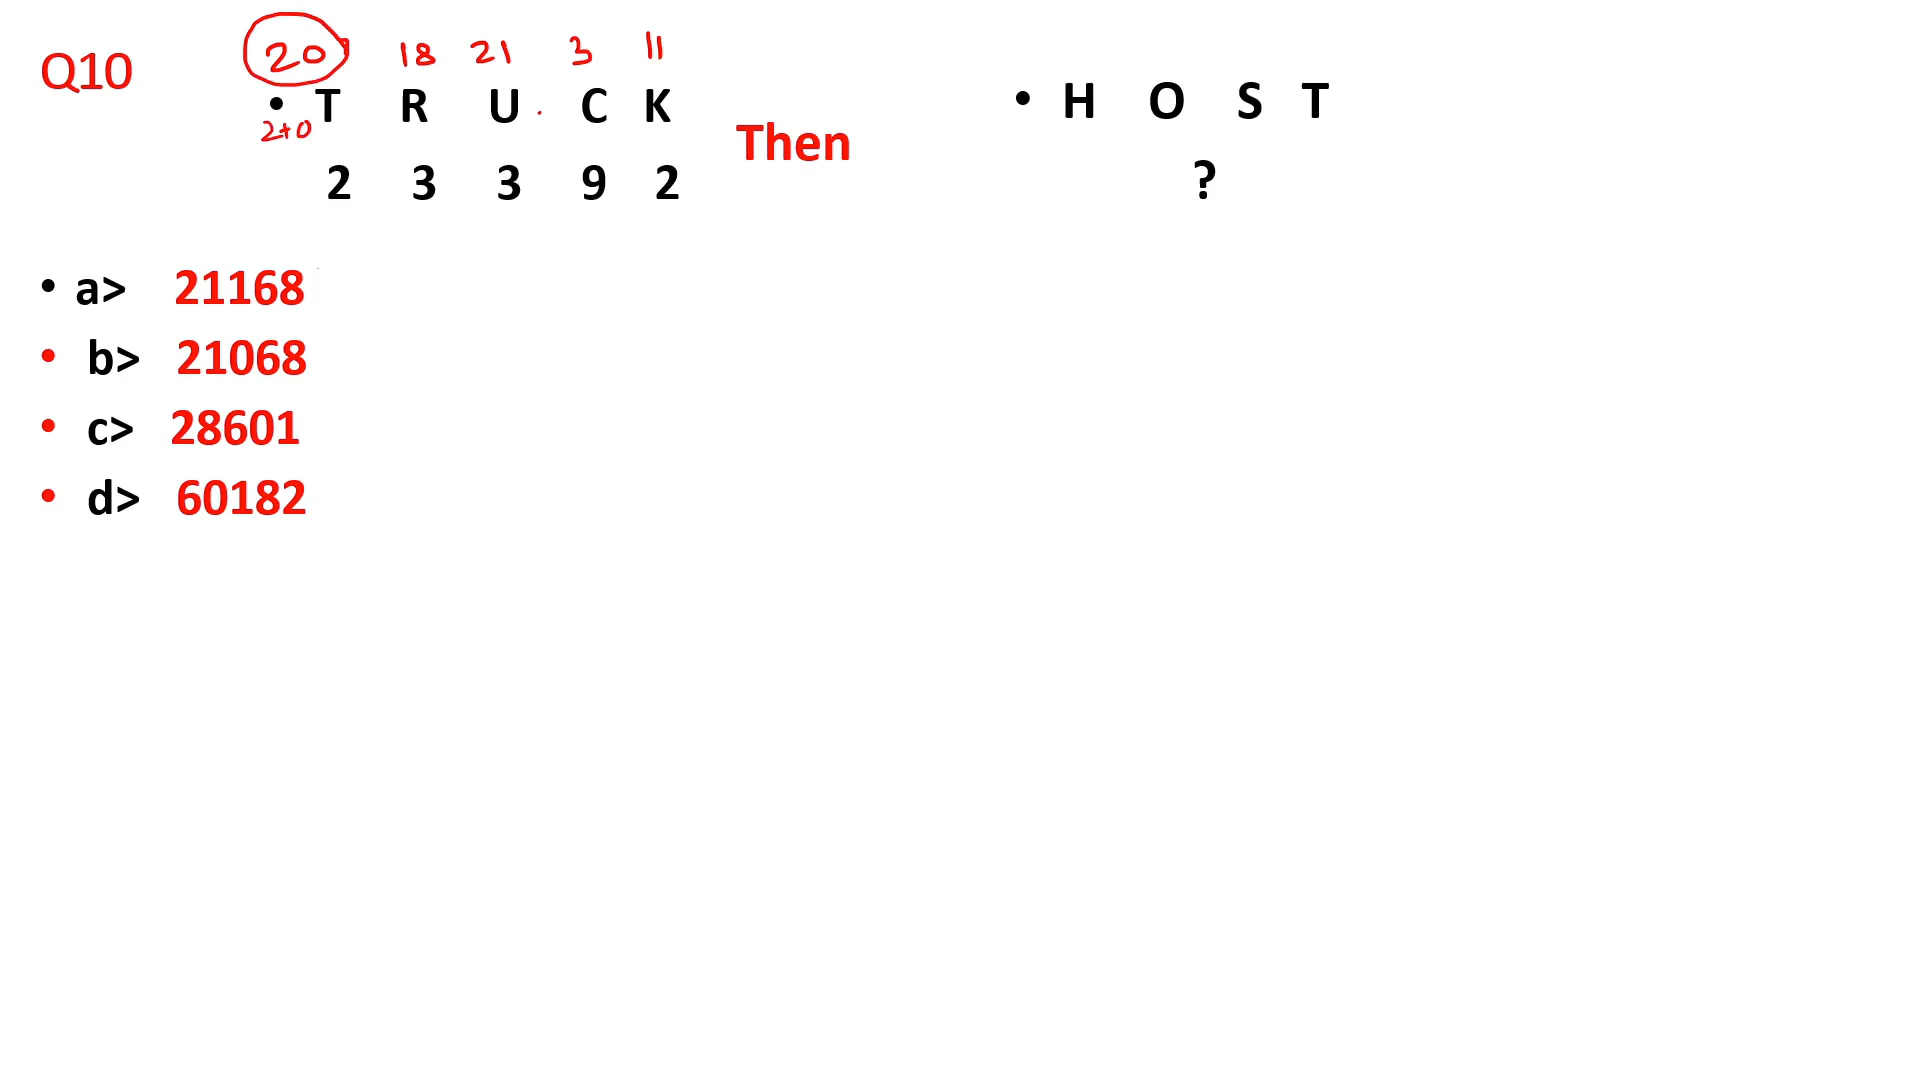 Q10
20 18 21 3 11
• T R U C K
2+0
2 3 3 9 2
Then
• H O S T
?
• a> 21168
• b> 21068
• c> 28601
• d> 60182